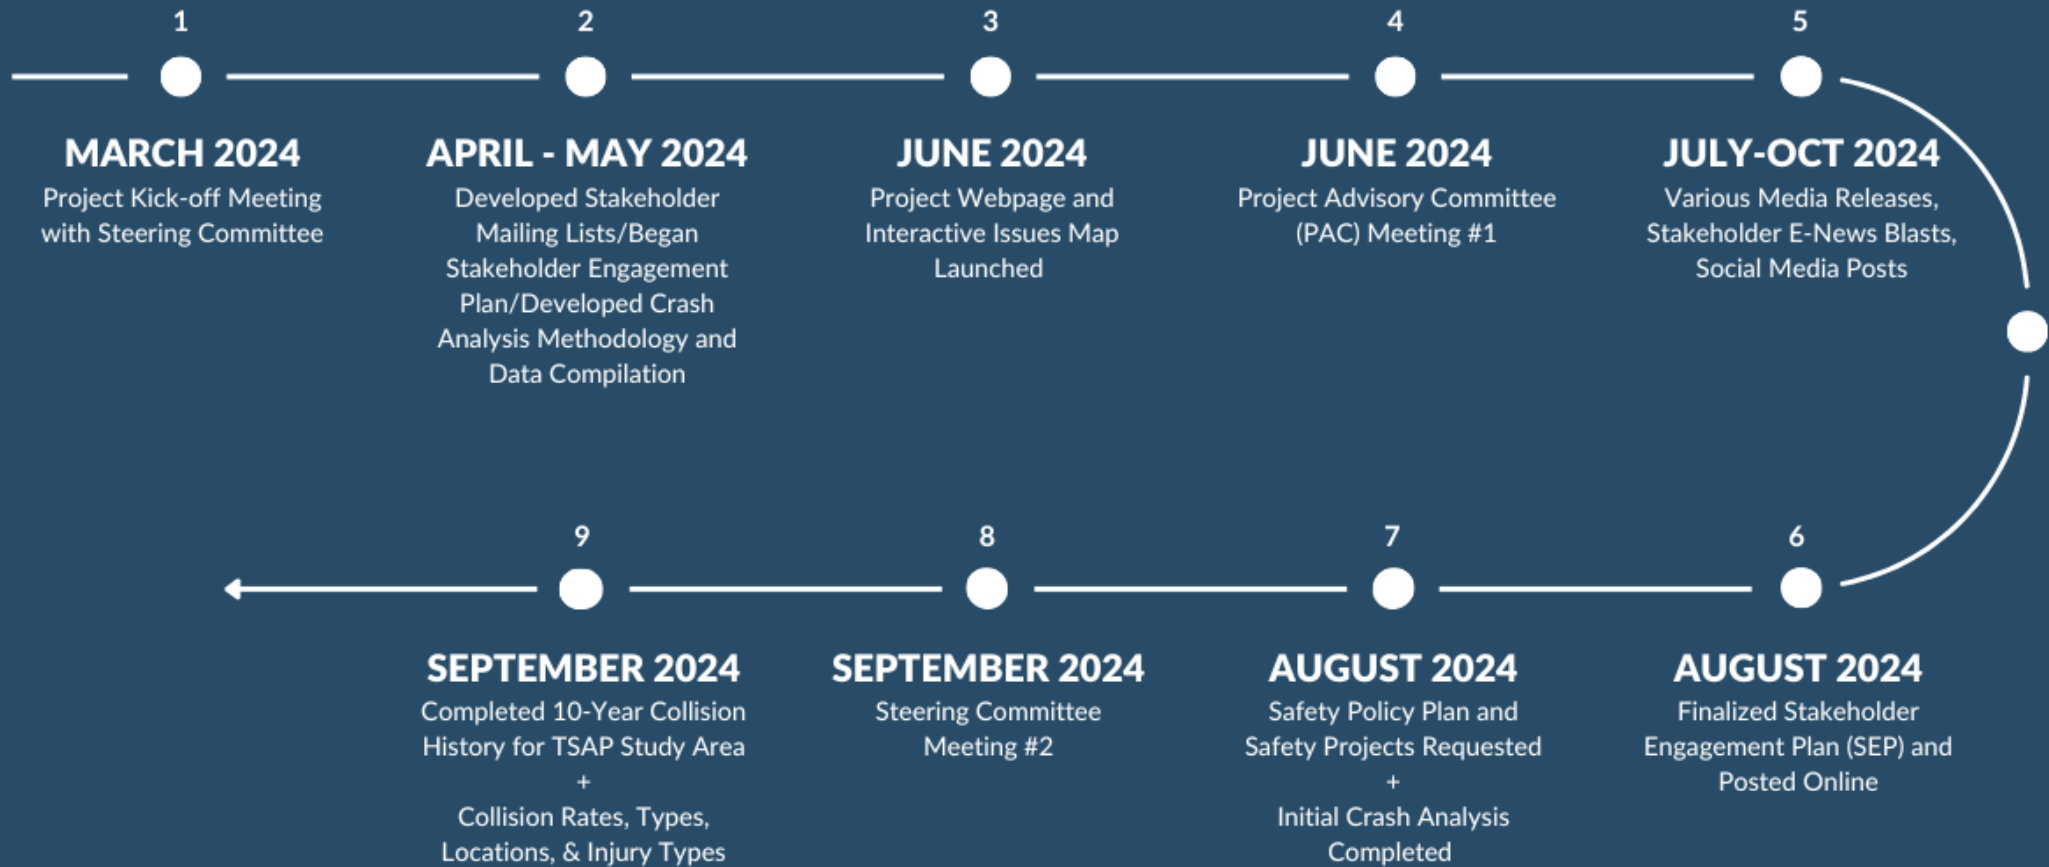 1
MARCH 2024
Project Kick-off Meeting
with Steering Committee
2
APRIL - MAY 2024
Developed Stakeholder
Mailing Lists/Began
Stakeholder Engagement
Plan/Developed Crash
Analysis Methodology and
Data Compilation
3
JUNE 2024
Project Webpage and
Interactive Issues Map
Launched
4
JUNE 2024
Project Advisory Committee
(PAC) Meeting #1
5
JULY-OCT 2024
Various Media Releases,
Stakeholder E-News Blasts,
Social Media Posts
6
AUGUST 2024
Finalized Stakeholder
Engagement Plan (SEP) and
Posted Online
7
AUGUST 2024
Safety Policy Plan and
Safety Projects Requested
+
Initial Crash Analysis
Completed
8
SEPTEMBER 2024
Steering Committee
Meeting #2
9
SEPTEMBER 2024
Completed 10-Year Collision
History for TSAP Study Area
+
Collision Rates, Types,
Locations, & Injury Types